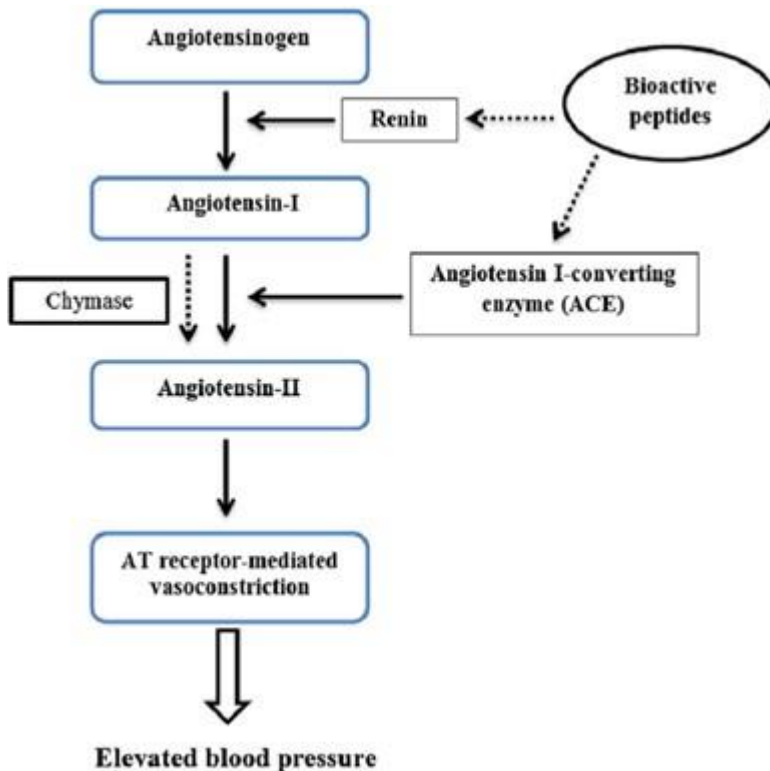 Angiotensinogen
Bioactive
peptides
Renin
Angiotensin-I
Chymase
Angiotensin I-converting
enzyme (ACE)
Angiotensin-II
AT receptor-mediated
vasoconstriction
Elevated blood pressure